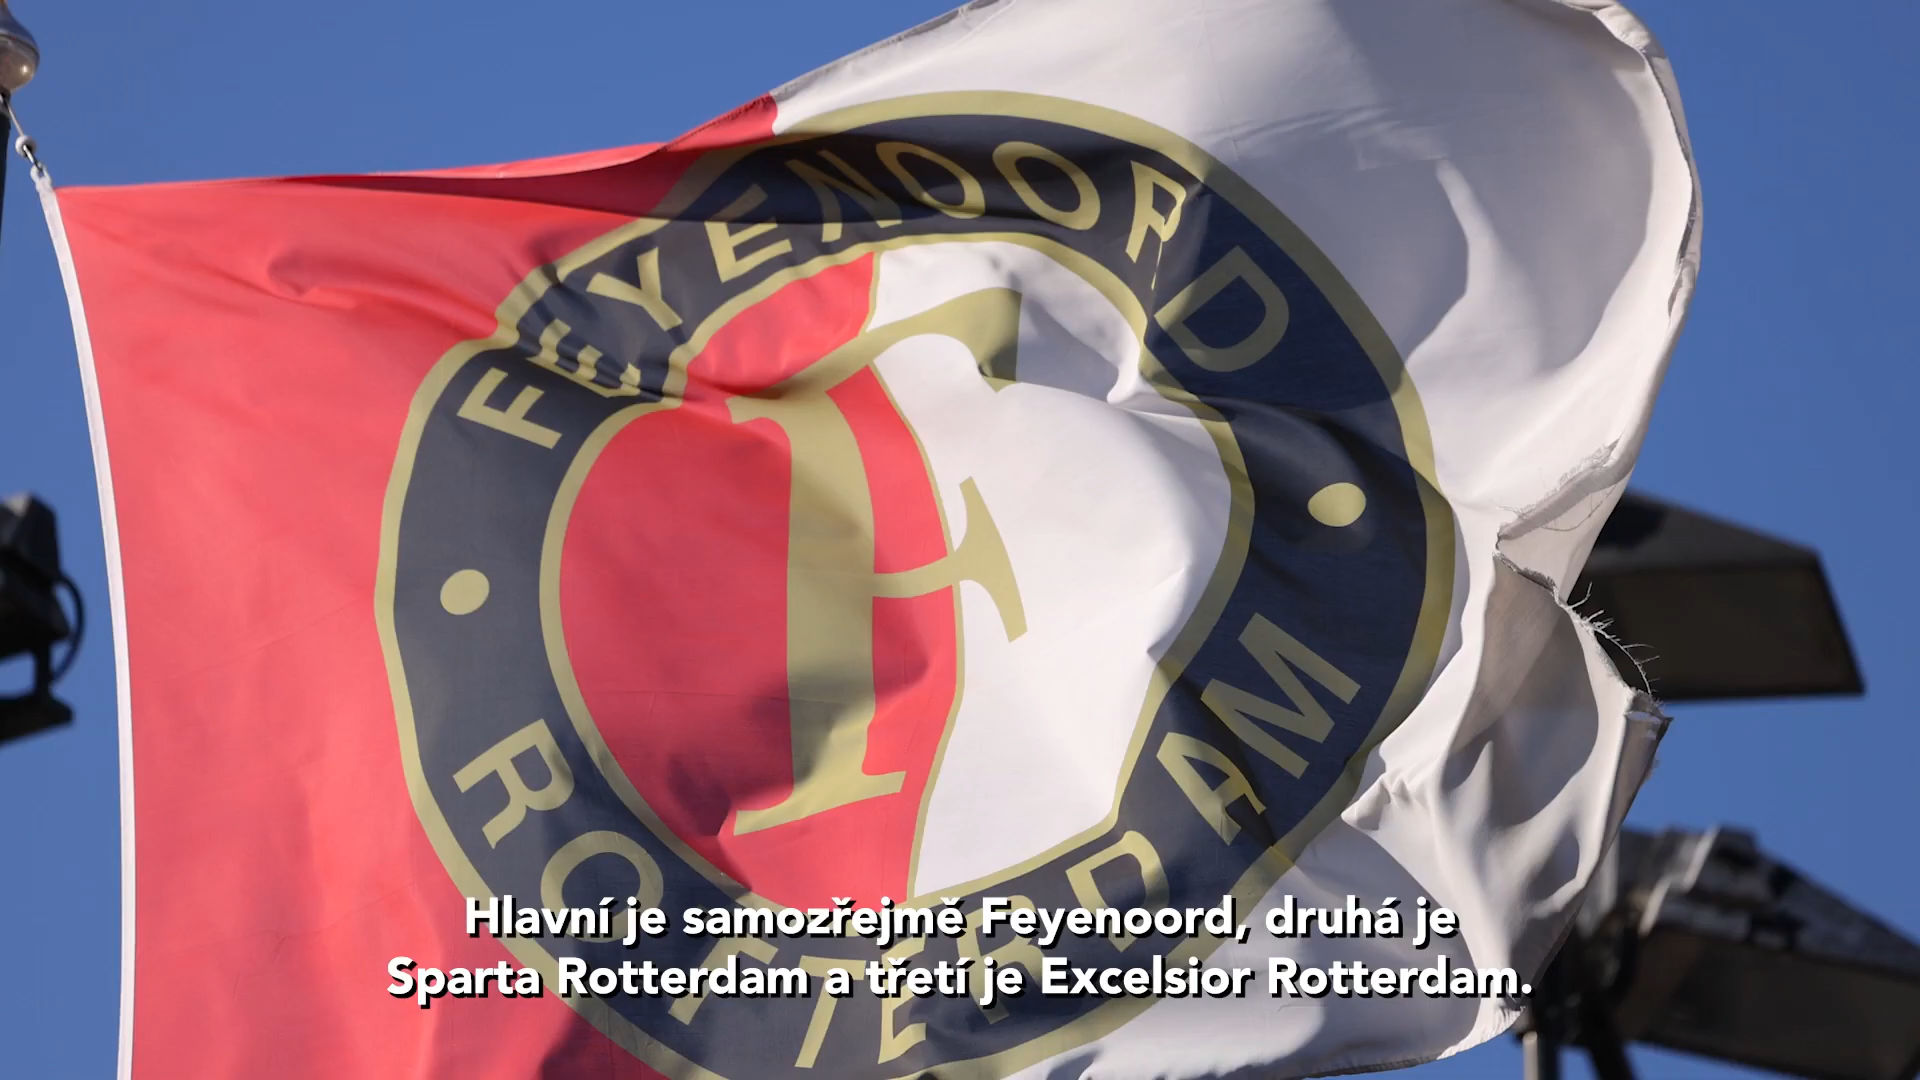 FEYENOORD
F
ROTTERDAM
Hlavní je samozřejmě Feyenoord, druhá je
Sparta Rotterdam a třetí je Excelsior Rotterdam.